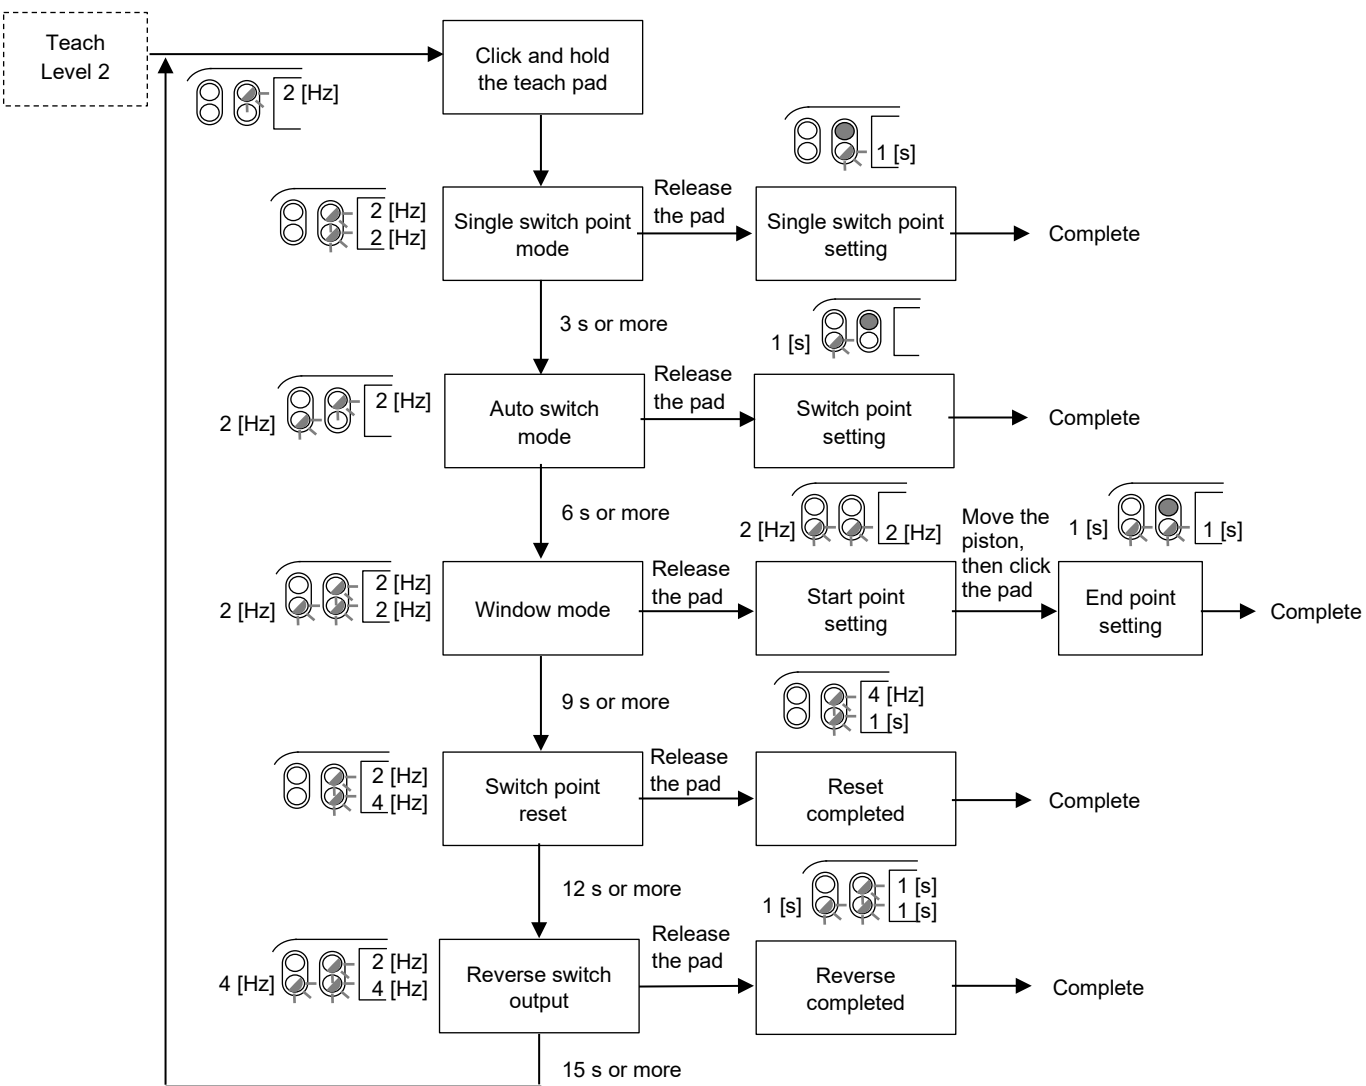 Teach
Level 2
Click and hold
the teach pad
2 [Hz]
1 [s]
2 [Hz]
2 [Hz]
Single switch point
mode
Release
the pad
Single switch point
setting
Complete
3 s or more
1 [s]
2 [Hz]
2 [Hz]
Auto switch
mode
Release
the pad
Switch point
setting
Complete
6 s or more
2 [Hz]
2 [Hz]
Move the
piston,
then click
the pad
1 [s]
1 [s]
2 [Hz]
2 [Hz]
2 [Hz]
Window mode
Release
the pad
Start point
setting
End point
setting
Complete
9 s or more
4 [Hz]
1 [s]
2 [Hz]
4 [Hz]
Switch point
reset
Release
the pad
Reset
completed
Complete
12 s or more
1 [s]
1 [s]
1 [s]
4 [Hz]
2 [Hz]
4 [Hz]
Reverse switch
output
Release
the pad
Reverse
completed
Complete
15 s or more